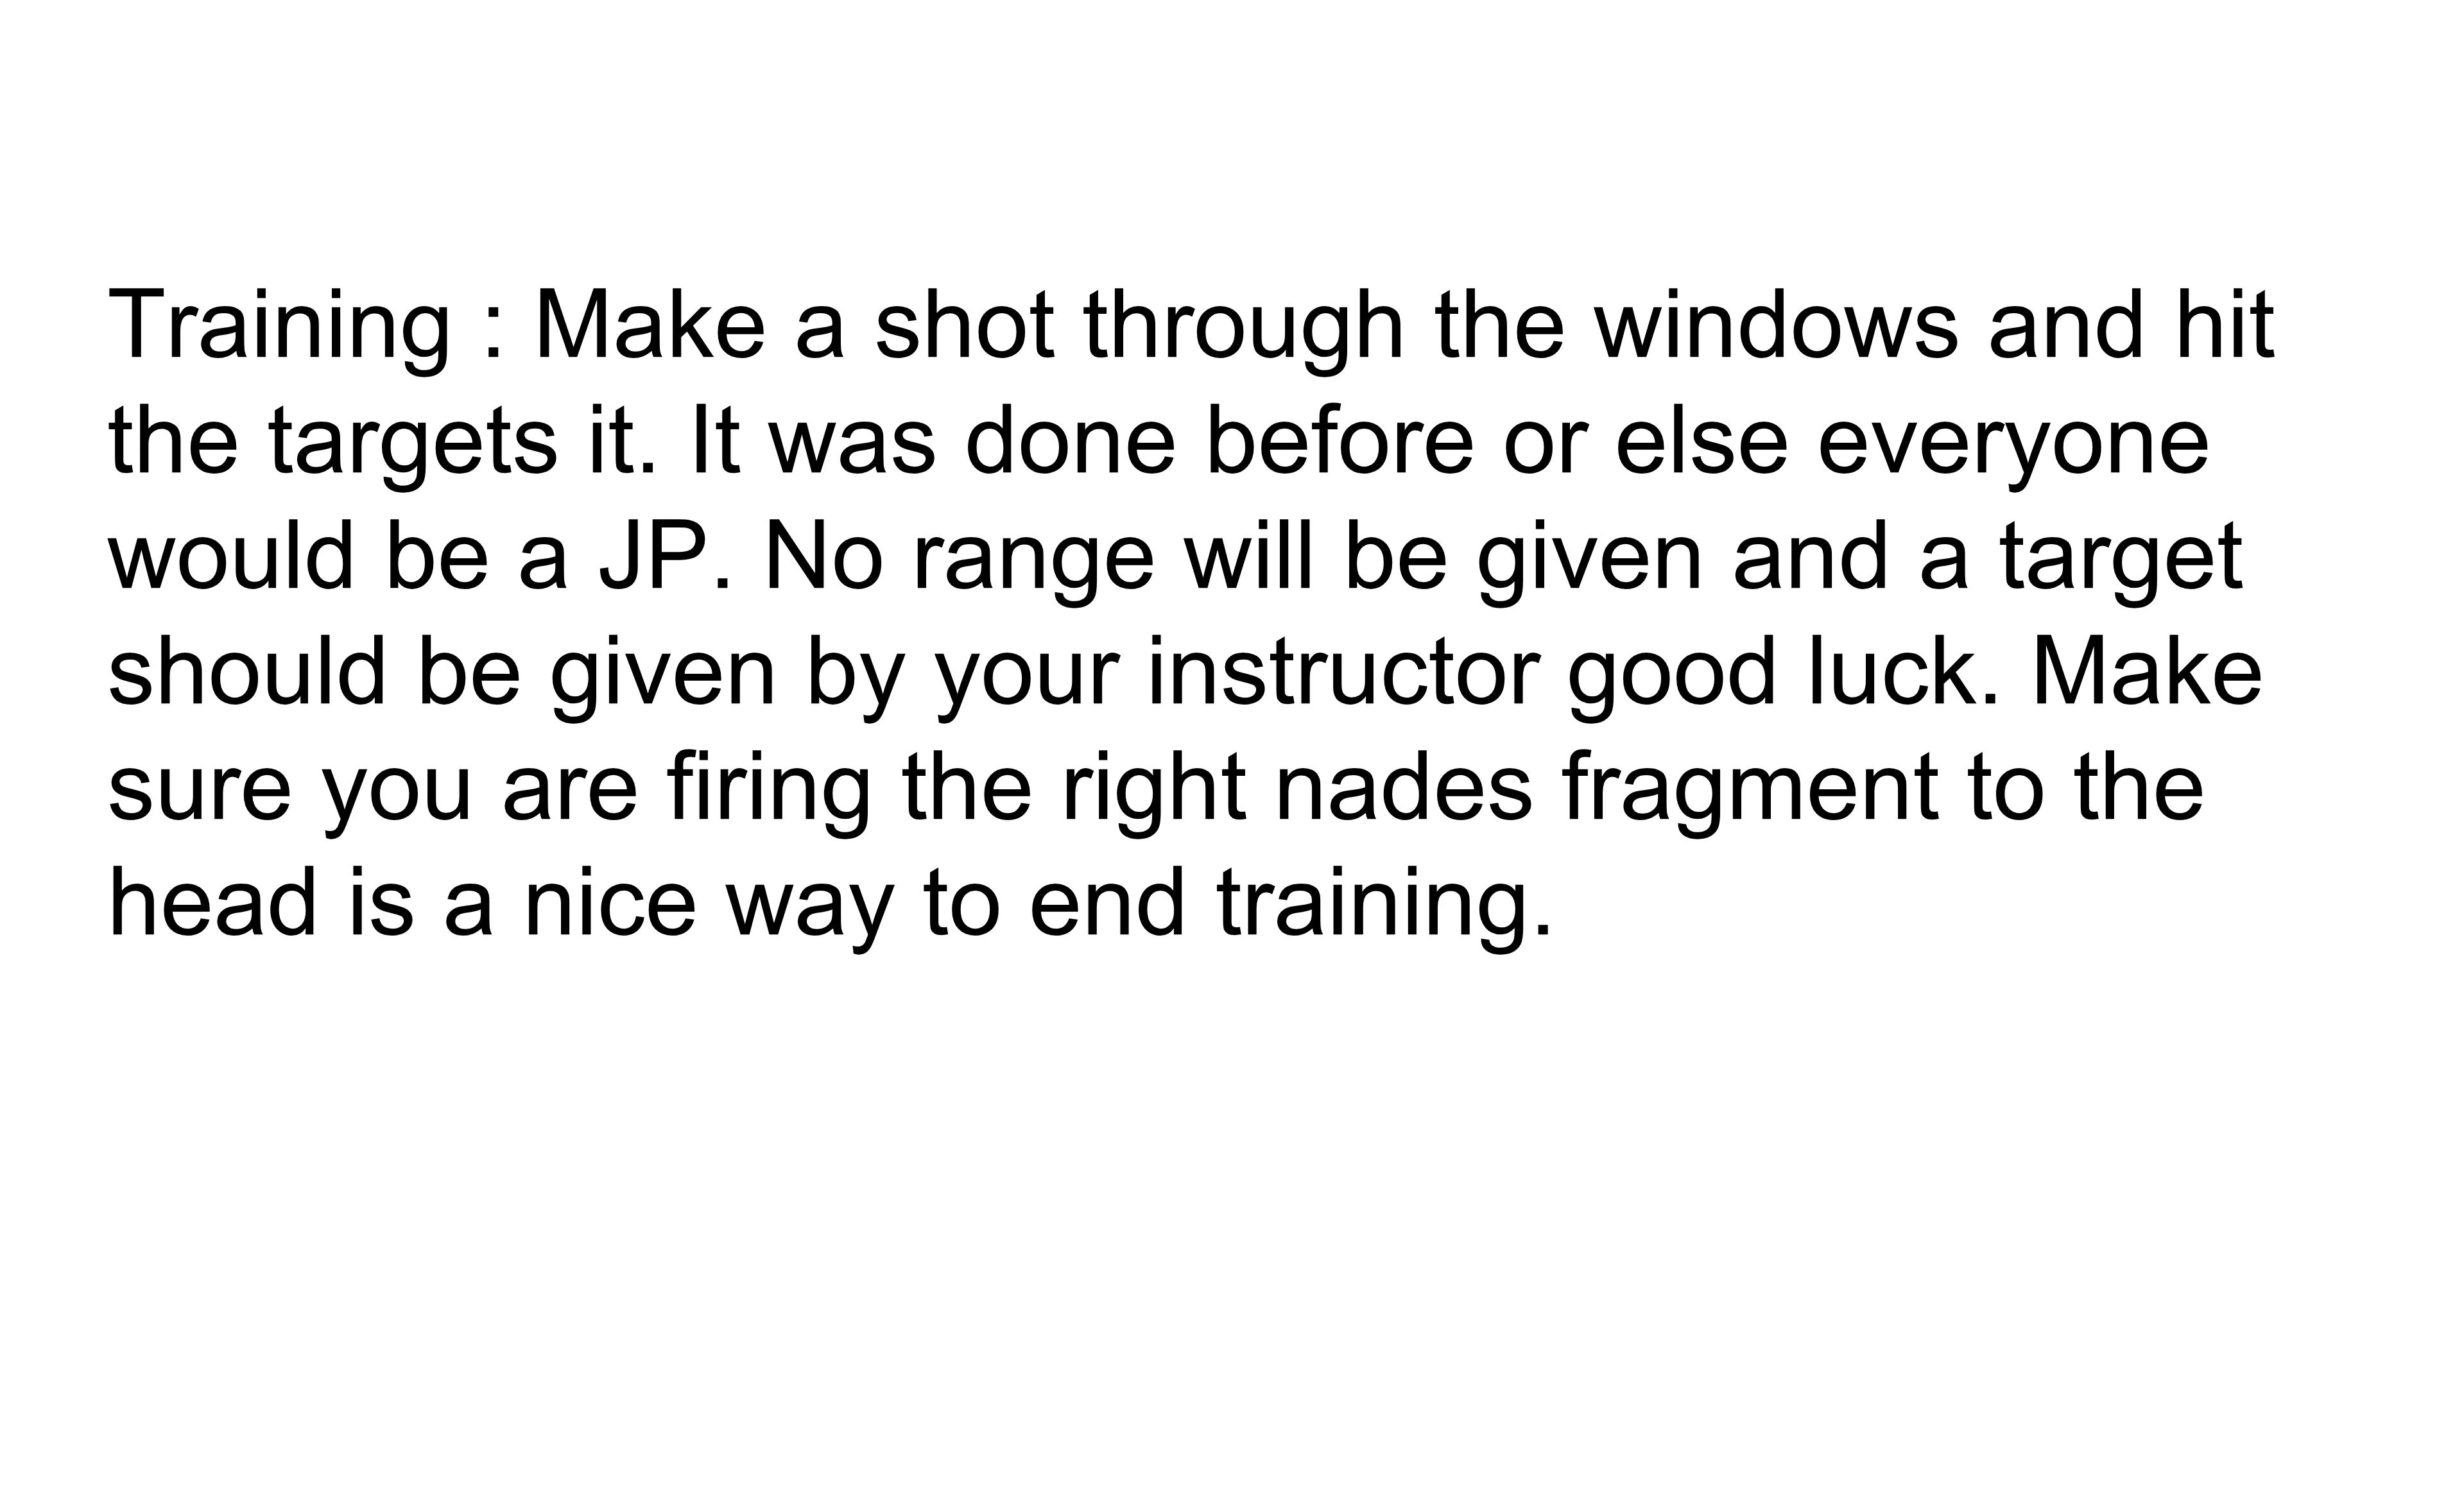 Training : Make a shot through the windows and hit
the targets it. It was done before or else everyone
would be a JP . No range will be given and a target
should be given by your instructor good luck. Make
sure you are firing the right nades fragment to the
head is a nice way to end training.